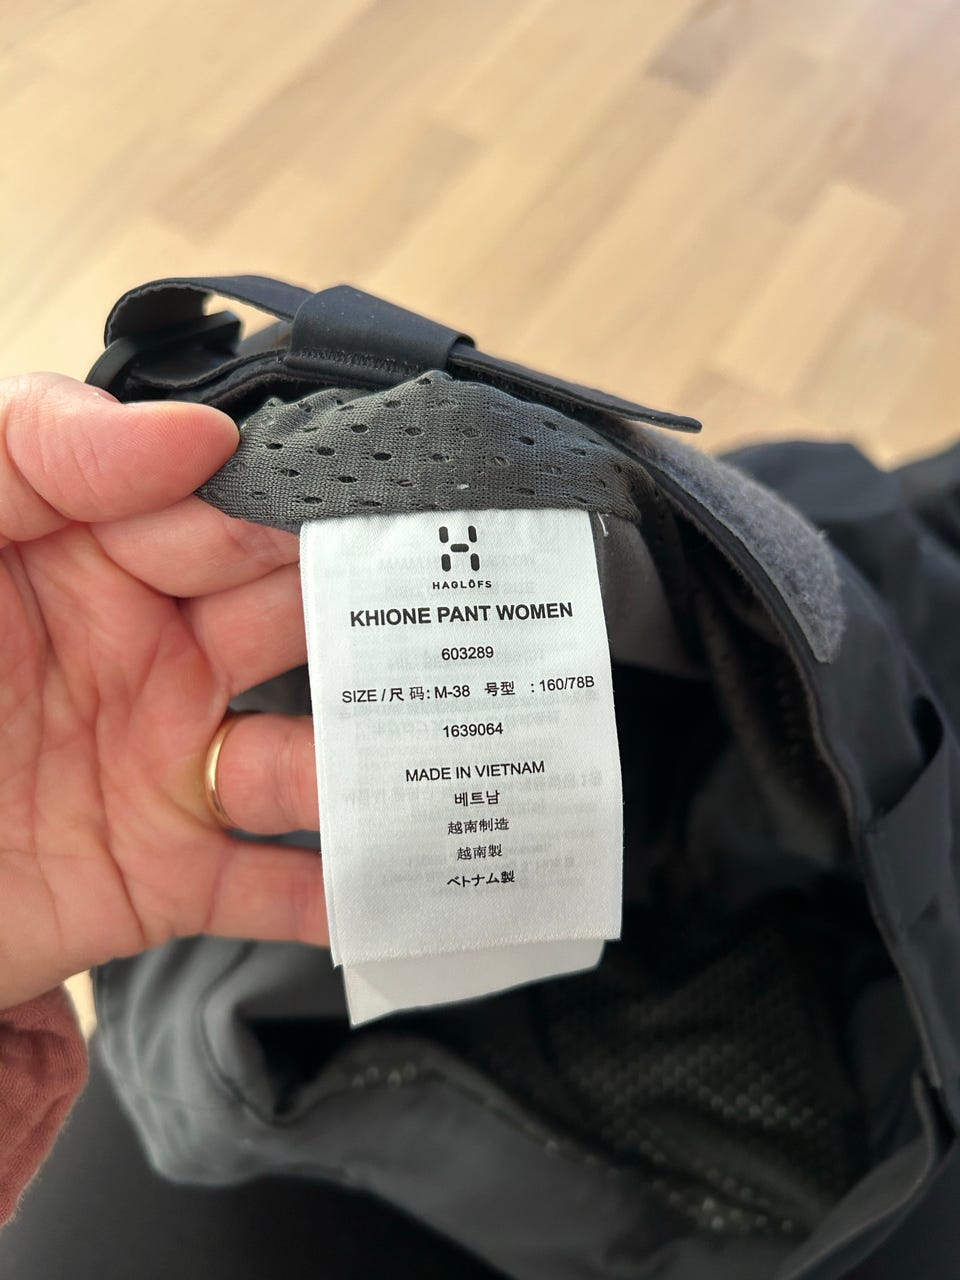 HAGLÖFS
KHIONE PANT WOMEN
603289
SIZE / 尺 码: M-38 号型 : 160/78B
1639064
MADE IN VIETNAM
베트남
越南制造
越南製
ベトナム製